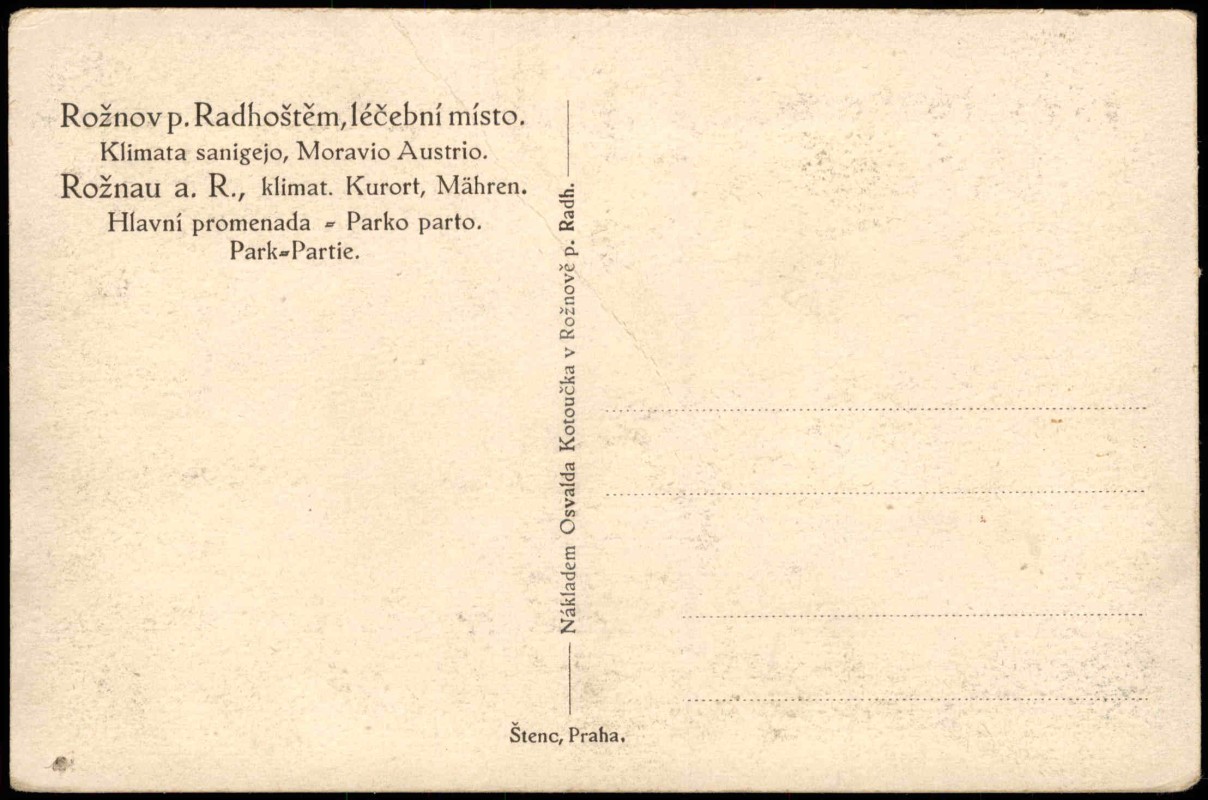 Rožnov p. Radhoštěm, léčební místo.
Klimata sanigejo, Moravio Austrio.
Rožnau a. R., klimat. Kurort, Mähren.
Hlavní promenada = Parko parto.
Park=Partie.
Nákladem Osvalda Kotoučka v Rožnově p. Radh.
Štenc, Praha.